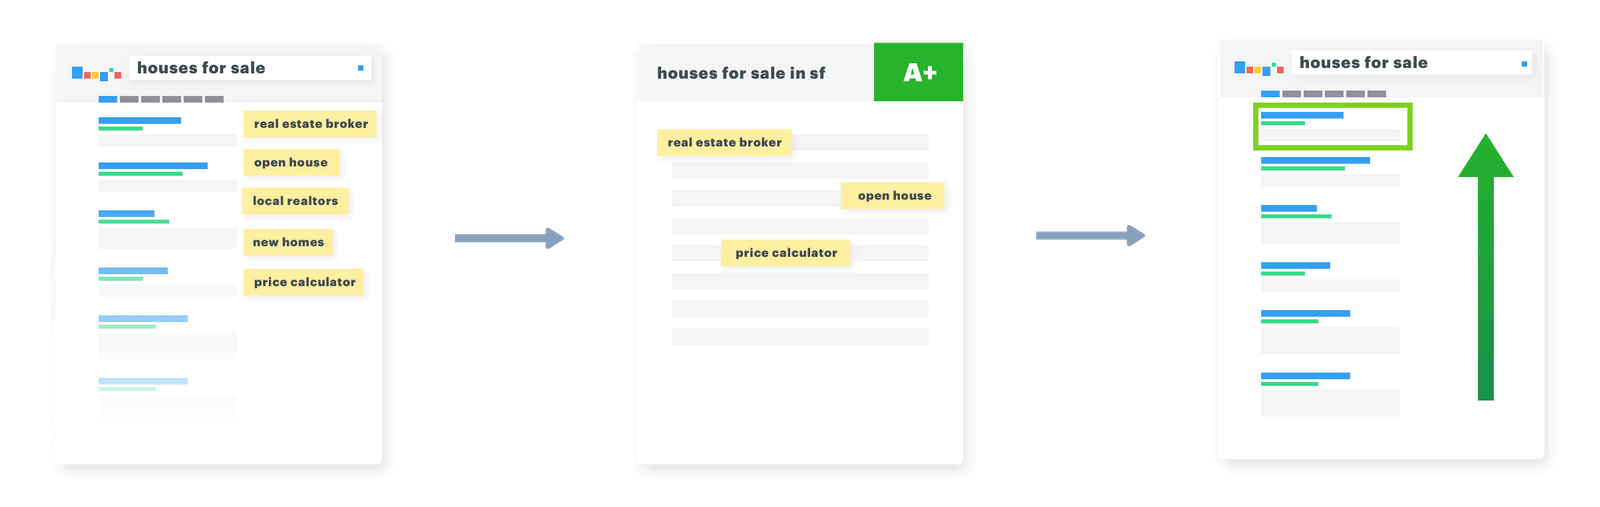 houses for sale
real estate broker
open house
local realtors
new homes
price calculator
houses for sale in sf
A+
real estate broker
open house
price calculator
houses for sale